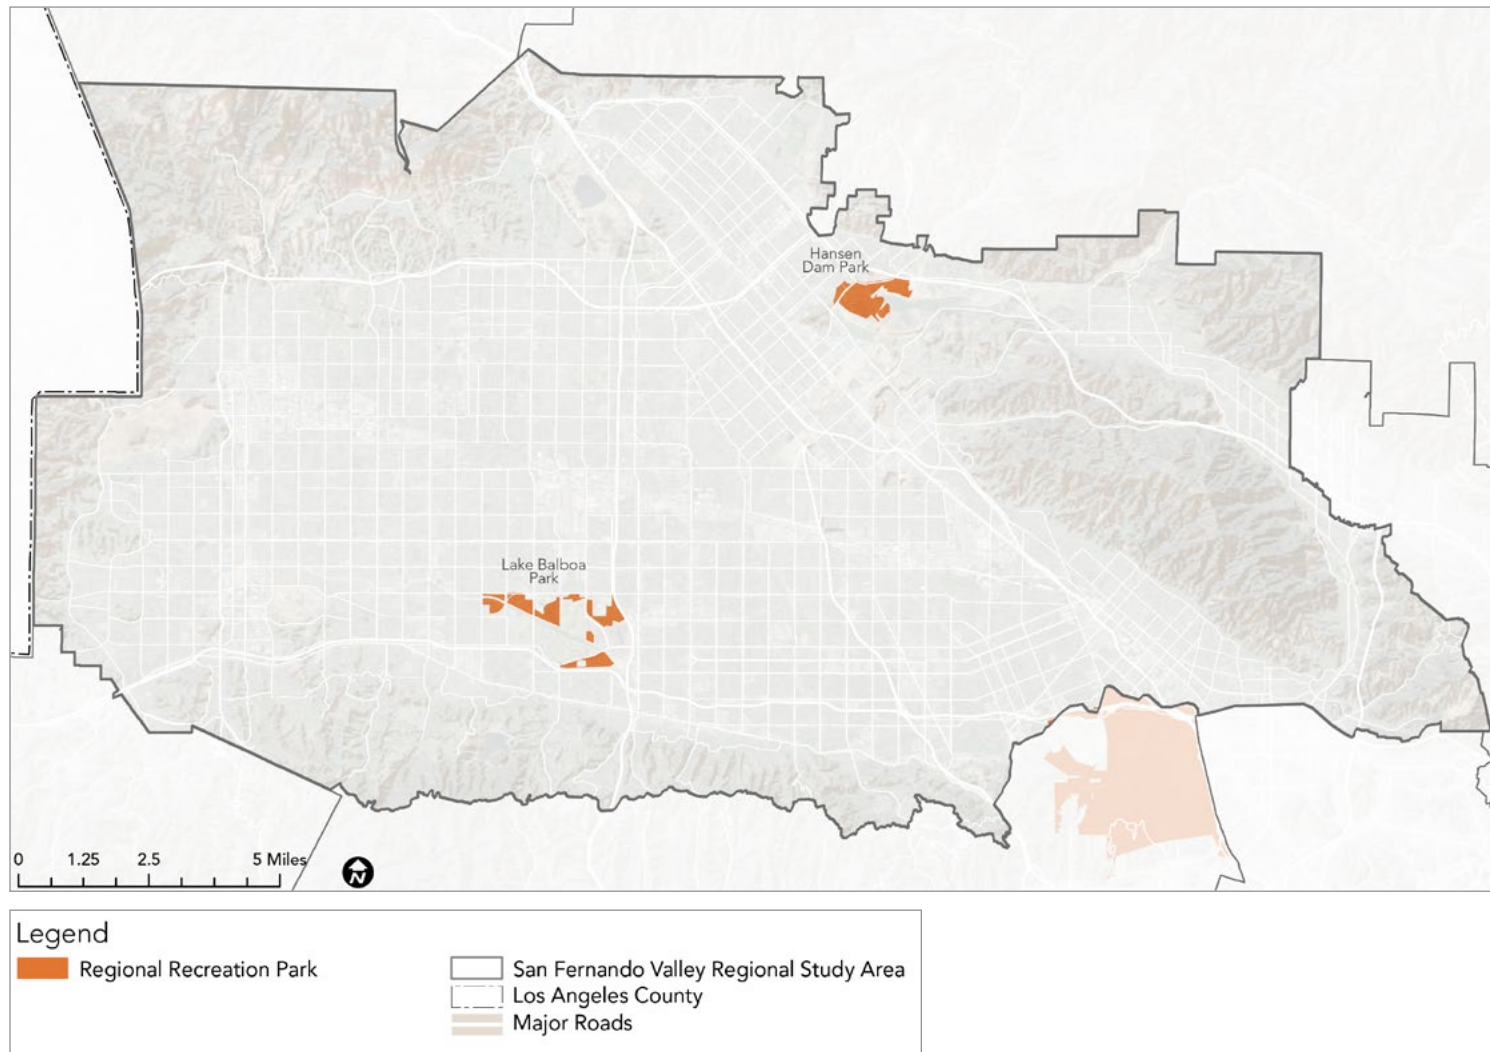 Hansen
Dam Park
Lake Balboa
Park
0 1.25 2.5 5 Miles
N
Legend
Regional Recreation Park
San Fernando Valley Regional Study Area
Los Angeles County
Major Roads